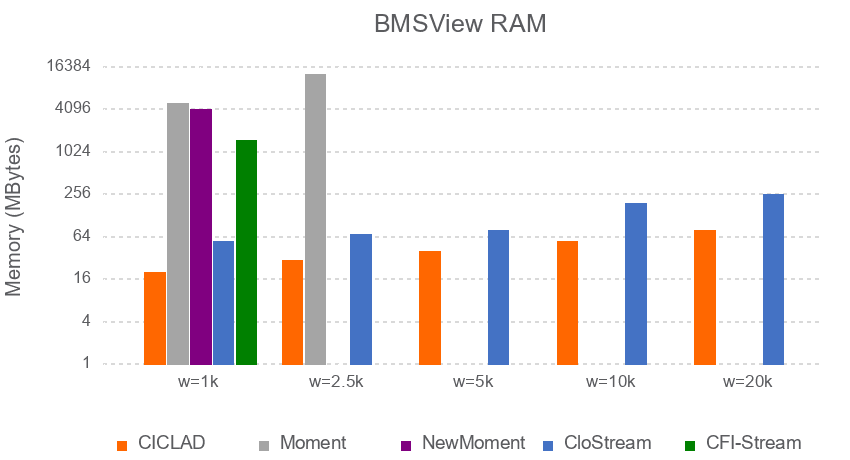 BMSView RAM
Memory (MBytes)
16384
4096
1024
256
64
16
4
1
w=1k w=2.5k w=5k w=10k w=20k
CICLAD Moment NewMoment CloStream CFI-Stream